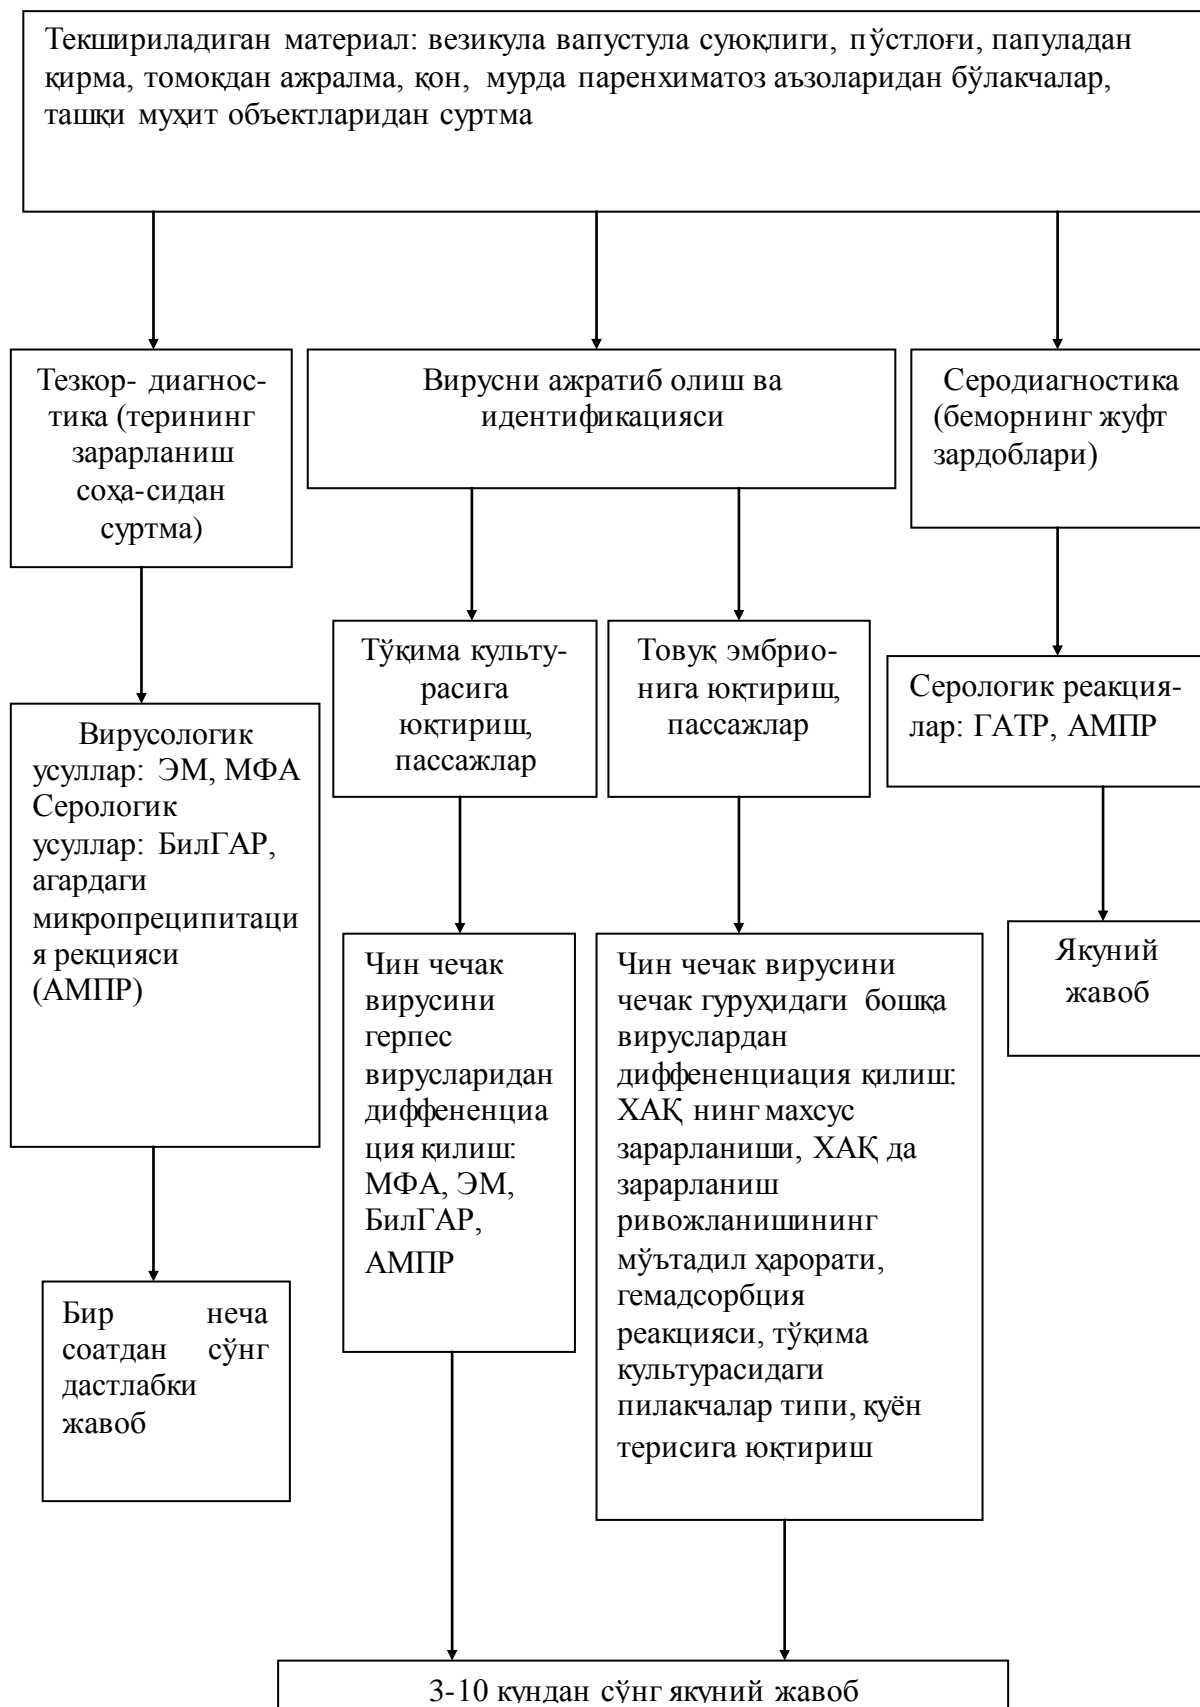 Текшириладиган материал: везикула вапустула суюқлиги, пўстлоғи, папуладан
қирма, томоқдан ажралма, қон, мурда паренхиматоз аъзоларидан бўлакчалар,
ташқи муҳит объектларидан суртма
Тезкор- диагнос-
тика (терининг
зарарланиш
соҳа-сидан
суртма)
Вирусни ажратиб олиш ва
идентификацияси
Серодиагностика
(беморнинг жуфт
зардоблари)
Тўқима культу-
расига
юқтириш,
пассажлар
Товуқ эмбрио-
нига юқтириш,
пассажлар
Серологик реакция-
лар: ГАТР, АМПР
Вирусологик
усуллар: ЭМ, МФА
Серологик
усуллар: БилГАР,
агардаги
микропреципитаци
я рекцияси
(АМПР)
Чин чечак
вирусини
герпес
вирусларидан
диффененциа
ция қилиш:
МФА, ЭМ,
БилГАР,
АМПР
Чин чечак вирусини
чечак гуруҳидаги бошқа
вируслардан
диффененциация қилиш:
ХАҚ нинг махсус
зарарланиши, ХАҚ да
зарарланиш
ривожланишининг
мўътадил ҳарорати,
гемадсорбция
реакцияси, тўқима
культурасидаги
пилакчалар типи, қуён
терисига юқтириш
Якуний
жавоб
Бир неча
соатдан сўнг
дастлабки
жавоб
3-10 кундан сўнг якуний жавоб